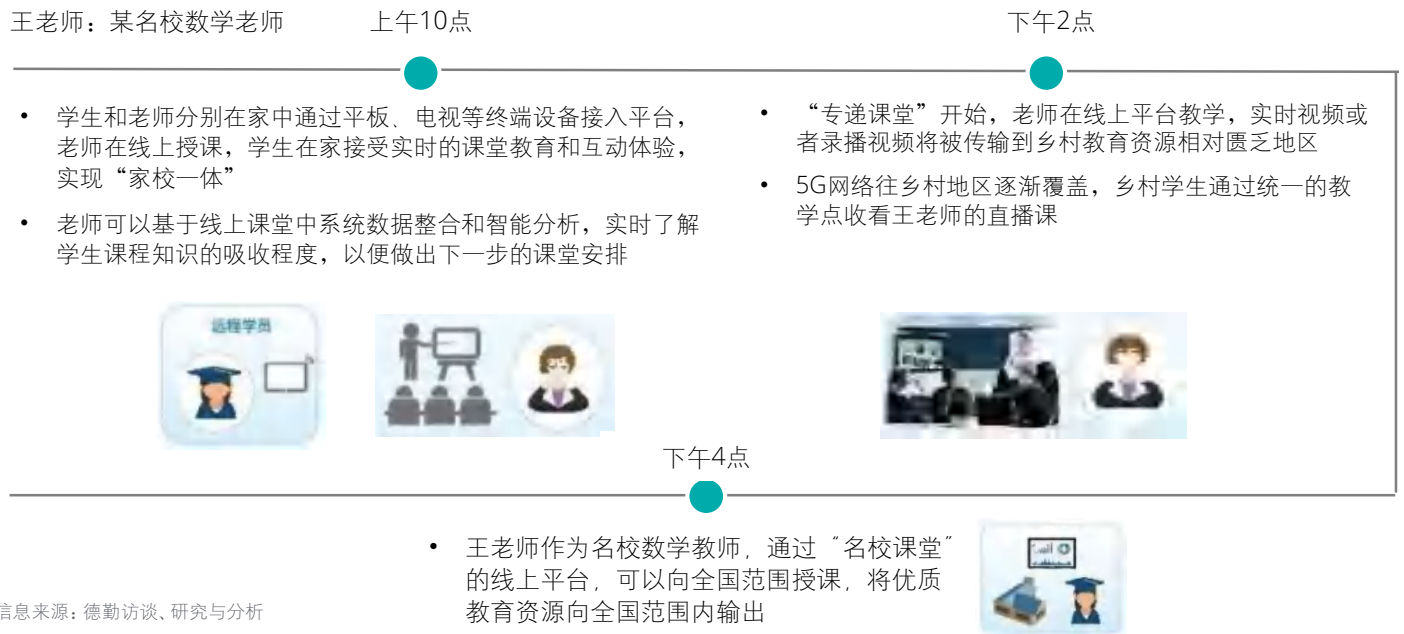 王老师：某名校数学老师
上午10点
下午2点
• 学生和老师分别在家中通过平板、电视等终端设备接入平台，
老师在线上授课，学生在家接受实时的课堂教育和互动体验，
实现“家校一体”
• 老师可以基于线上课堂中系统数据整合和智能分析，实时了解
学生课程知识的吸收程度，以便做出下一步的课堂安排
• “专递课堂”开始，老师在线上平台教学，实时视频或
者录播视频将被传输到乡村教育资源相对匮乏地区
• 5G网络往乡村地区逐渐覆盖，乡村学生通过统一的教
学点收看王老师的直播课
远程学员
下午4点
• 王老师作为名校数学教师，通过“名校课堂”
的线上平台，可以向全国范围授课，将优质
教育资源向全国范围内输出
信息来源：德勤访谈、研究与分析